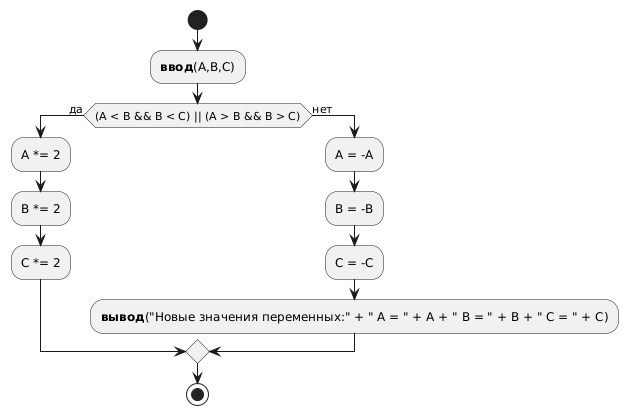 ввод(A,B,C)
да
(A < B && B < C) || (A > B && B > C)
нет
A *= 2
A = -A
B *= 2
B = -B
C *= 2
C = -C
вывод("Новые значения переменных:" + " A = " + A + " B = " + B + " C = " + C)